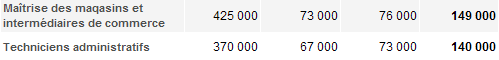 Maîtrise des maqasins et
intermédiaires de commerce 425 000 73 000 76 000 149 000
Techniciens administratifs 370 000 67 000 73 000 140 000